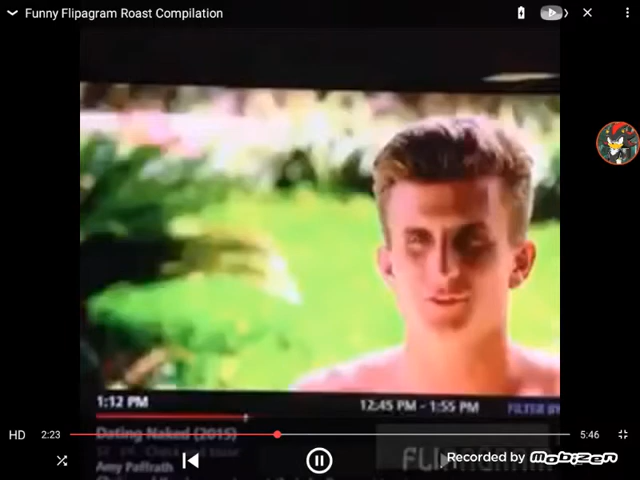 Funny Flipagram Roast Compilation
1:12 PM
12:45 PM - 1:55 PM
FILTER BY
Dating Naked (2015)
Amy Paffrath
HD
2:23
5:46
Recorded by mobizen